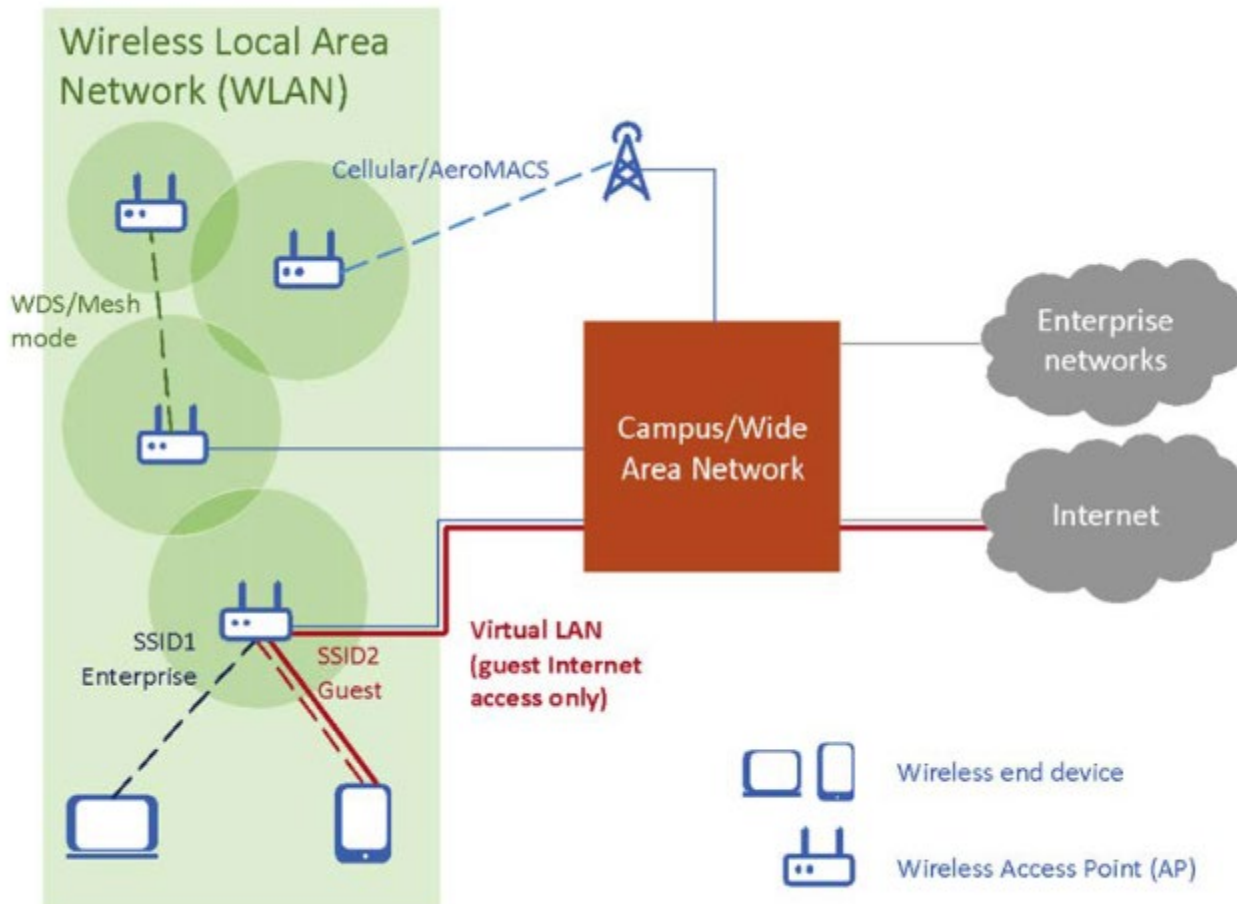 Wireless Local Area
Network (WLAN)
Cellular/AeroMACS
WDS/Mesh
mode
Enterprise
networks
Campus/Wide
Area Network
Internet
SSID1
Enterprise
SSID2
Guest
Virtual LAN
(guest Internet
access only)
Wireless end device
Wireless Access Point (AP)